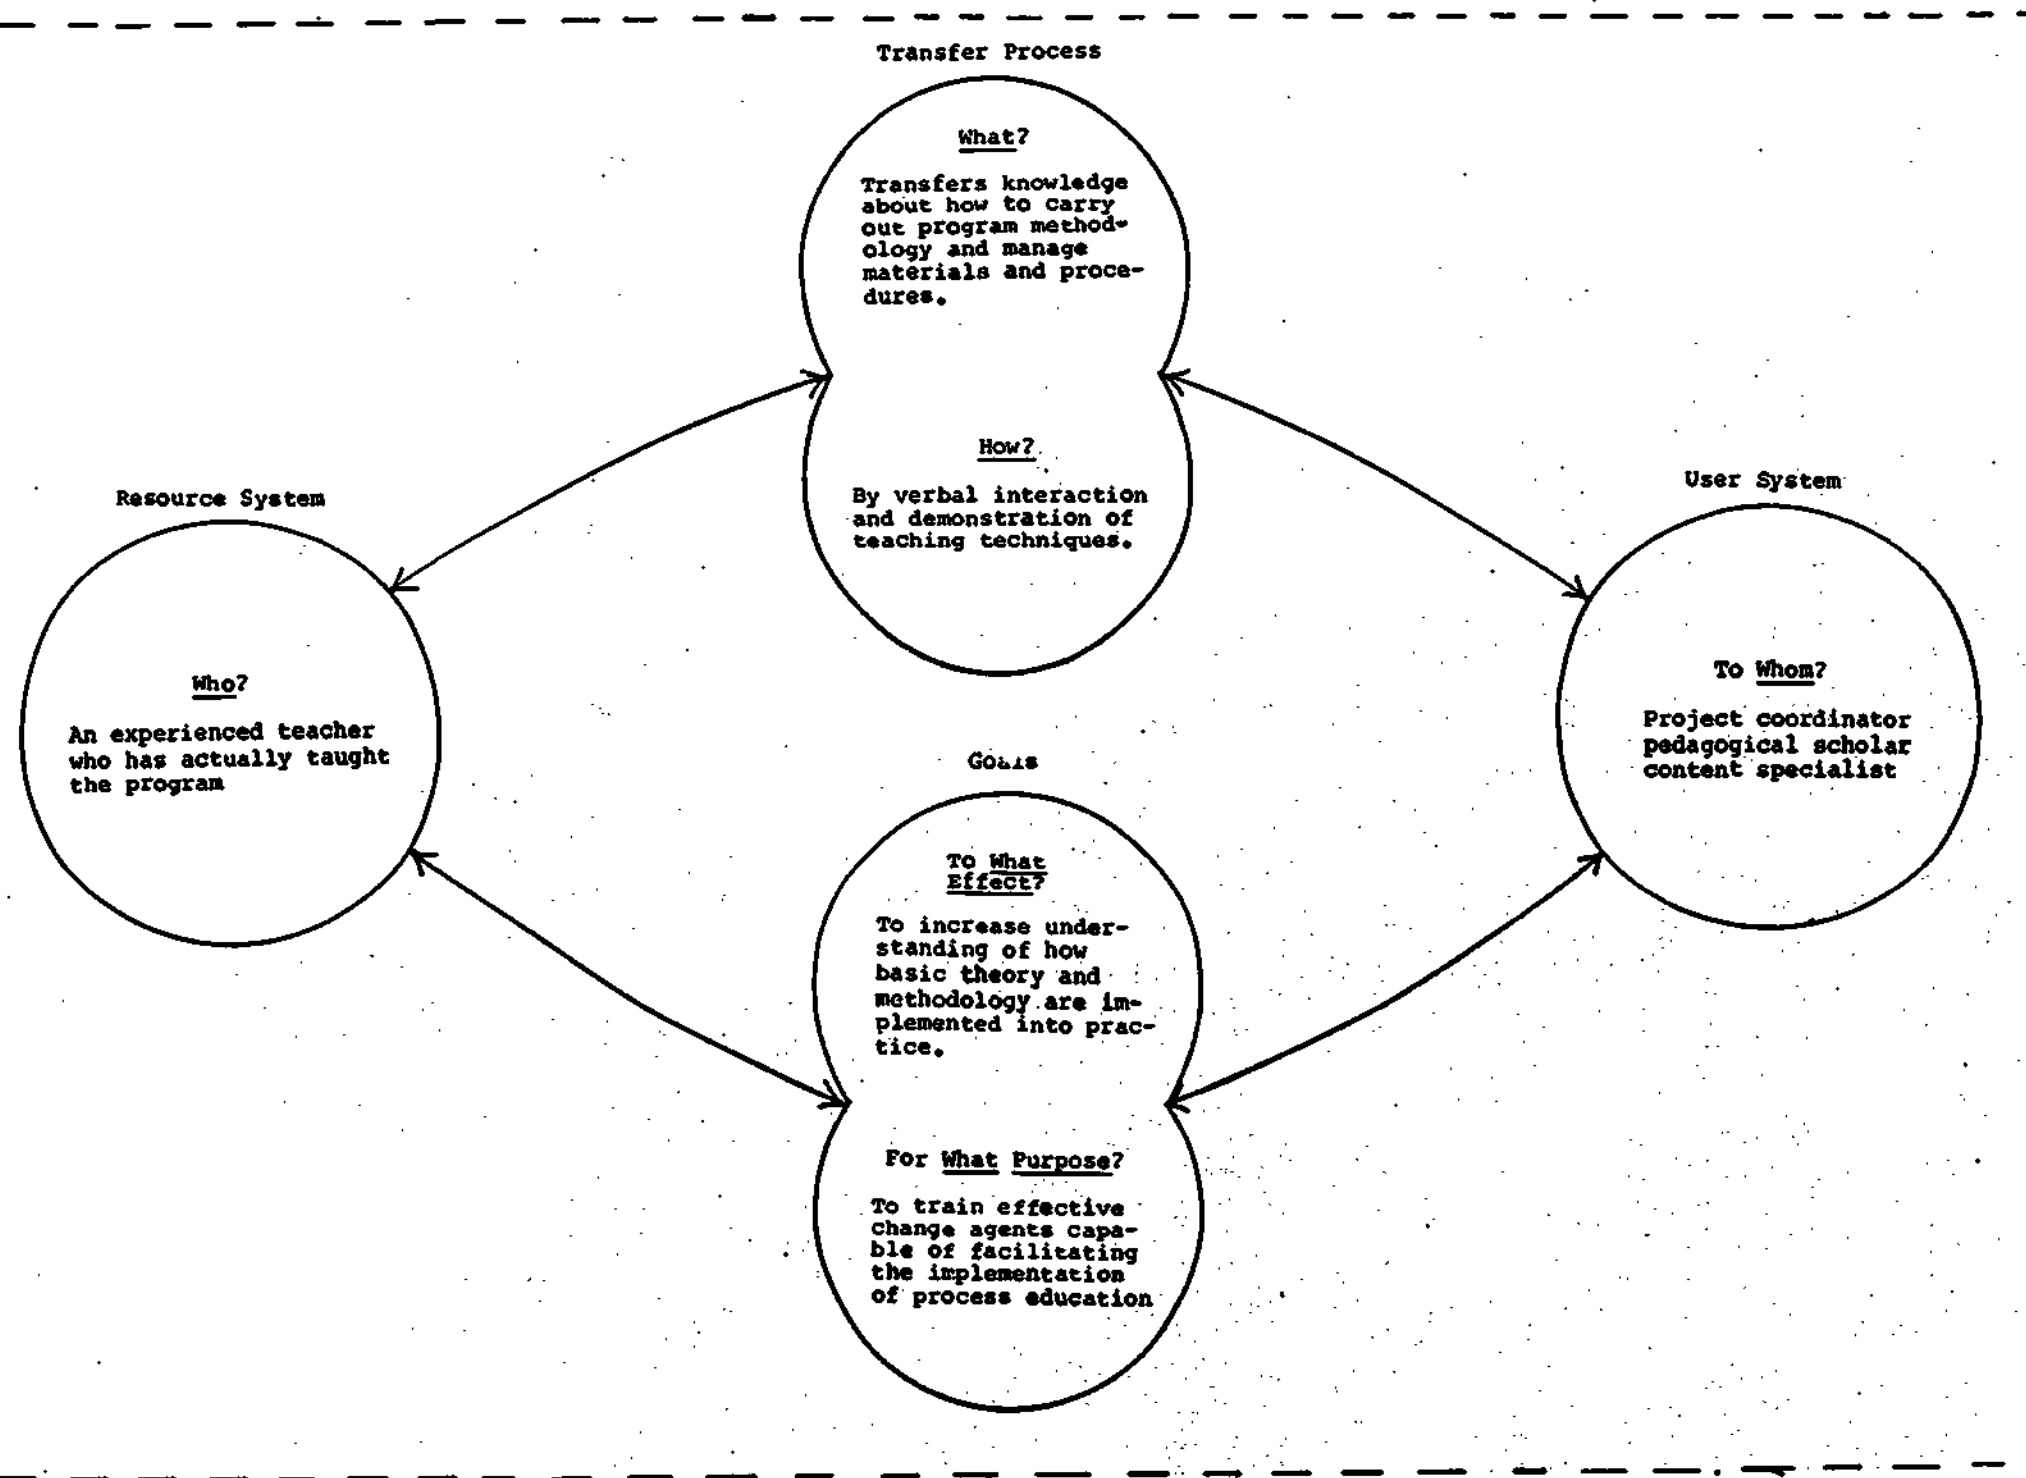 Transfer Process
What?
Transfers knowledge
about how to carry
out program method-
ology and manage
materials and proce-
dures.
How?
By verbal interaction
and demonstration of
teaching techniques.
Resource System
Who?
An experienced teacher
who has actually taught
the program
User System
To Whom?
Project coordinator
pedagogical scholar
content specialist
Goals
To What
Effect?
To increase under-
standing of how
basic theory and
methodology are im-
plemented into prac-
tice.
For What Purpose?
To train effective
change agents capa-
ble of facilitating
the implementation
of process education